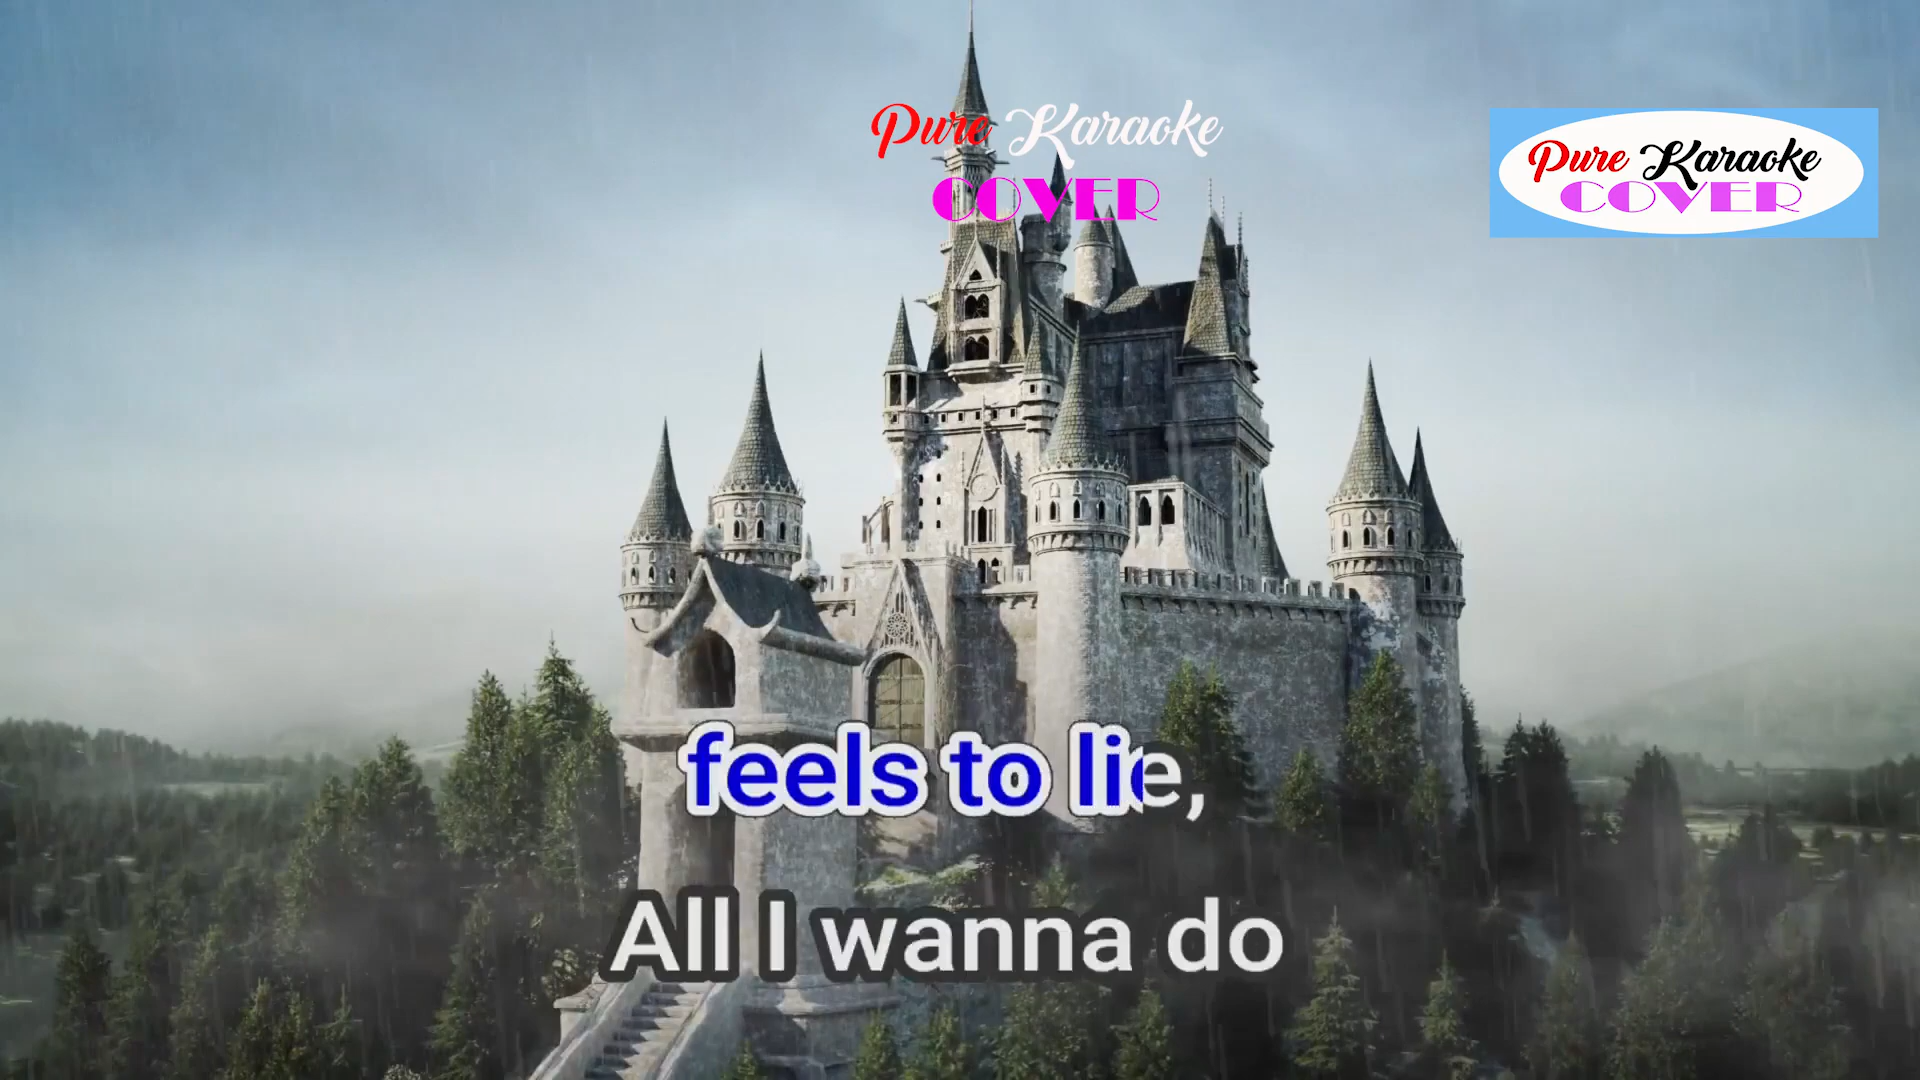 Pure Karaoke
COVER
Pure Karaoke
COVER
feels to lie,
All I wanna do